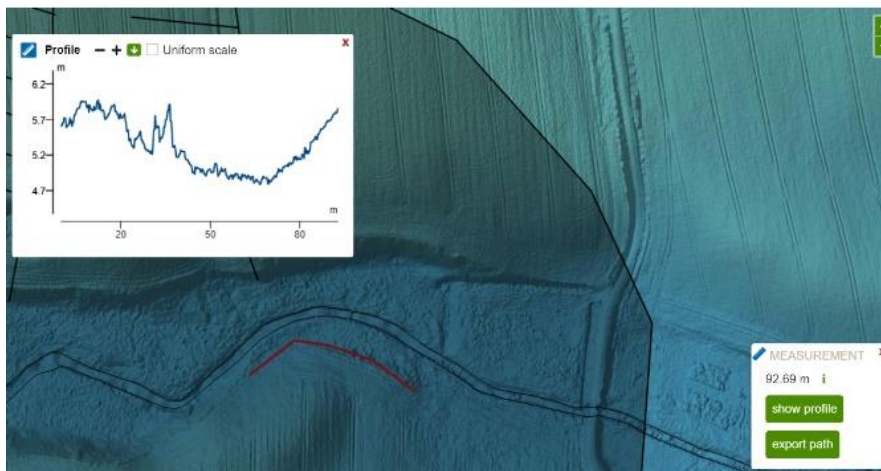 Profile − + Uniform scale x
m
6.2
5.7
5.2
4.7
m
20 50 80
MEASUREMENT x
92.69 m i
show profile
export path